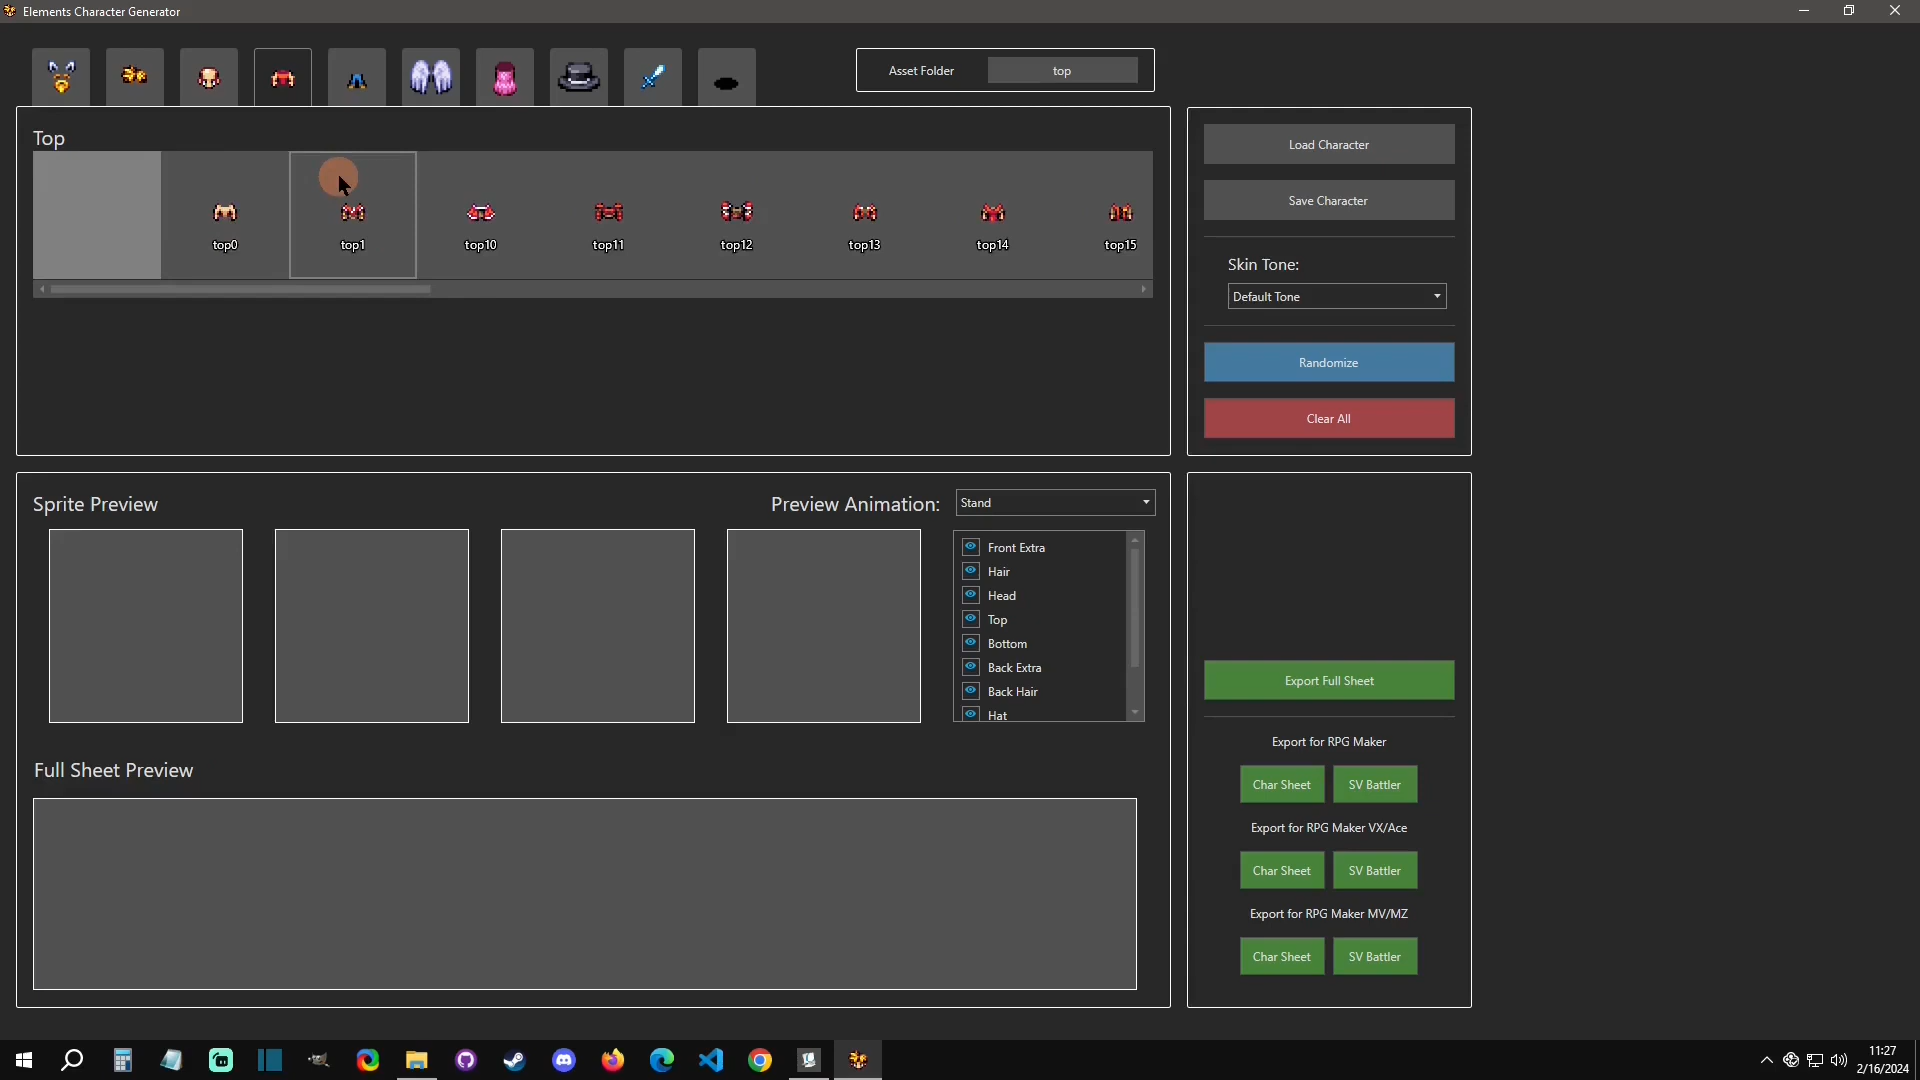 Elements Character Generator
Asset Folder
top
Top
top0
top1
top10
top11
top12
top13
top14
top15
Load Character
Save Character
Skin Tone:
Default Tone
Randomize
Clear All
Sprite Preview
Preview Animation:
Stand
Front Extra
Hair
Head
Top
Bottom
Back Extra
Back Hair
Hat
Full Sheet Preview
Export Full Sheet
Export for RPG Maker
Char Sheet
SV Battler
Export for RPG Maker VX/Ace
Char Sheet
SV Battler
Export for RPG Maker MV/MZ
Char Sheet
SV Battler
11:27
2/16/2024